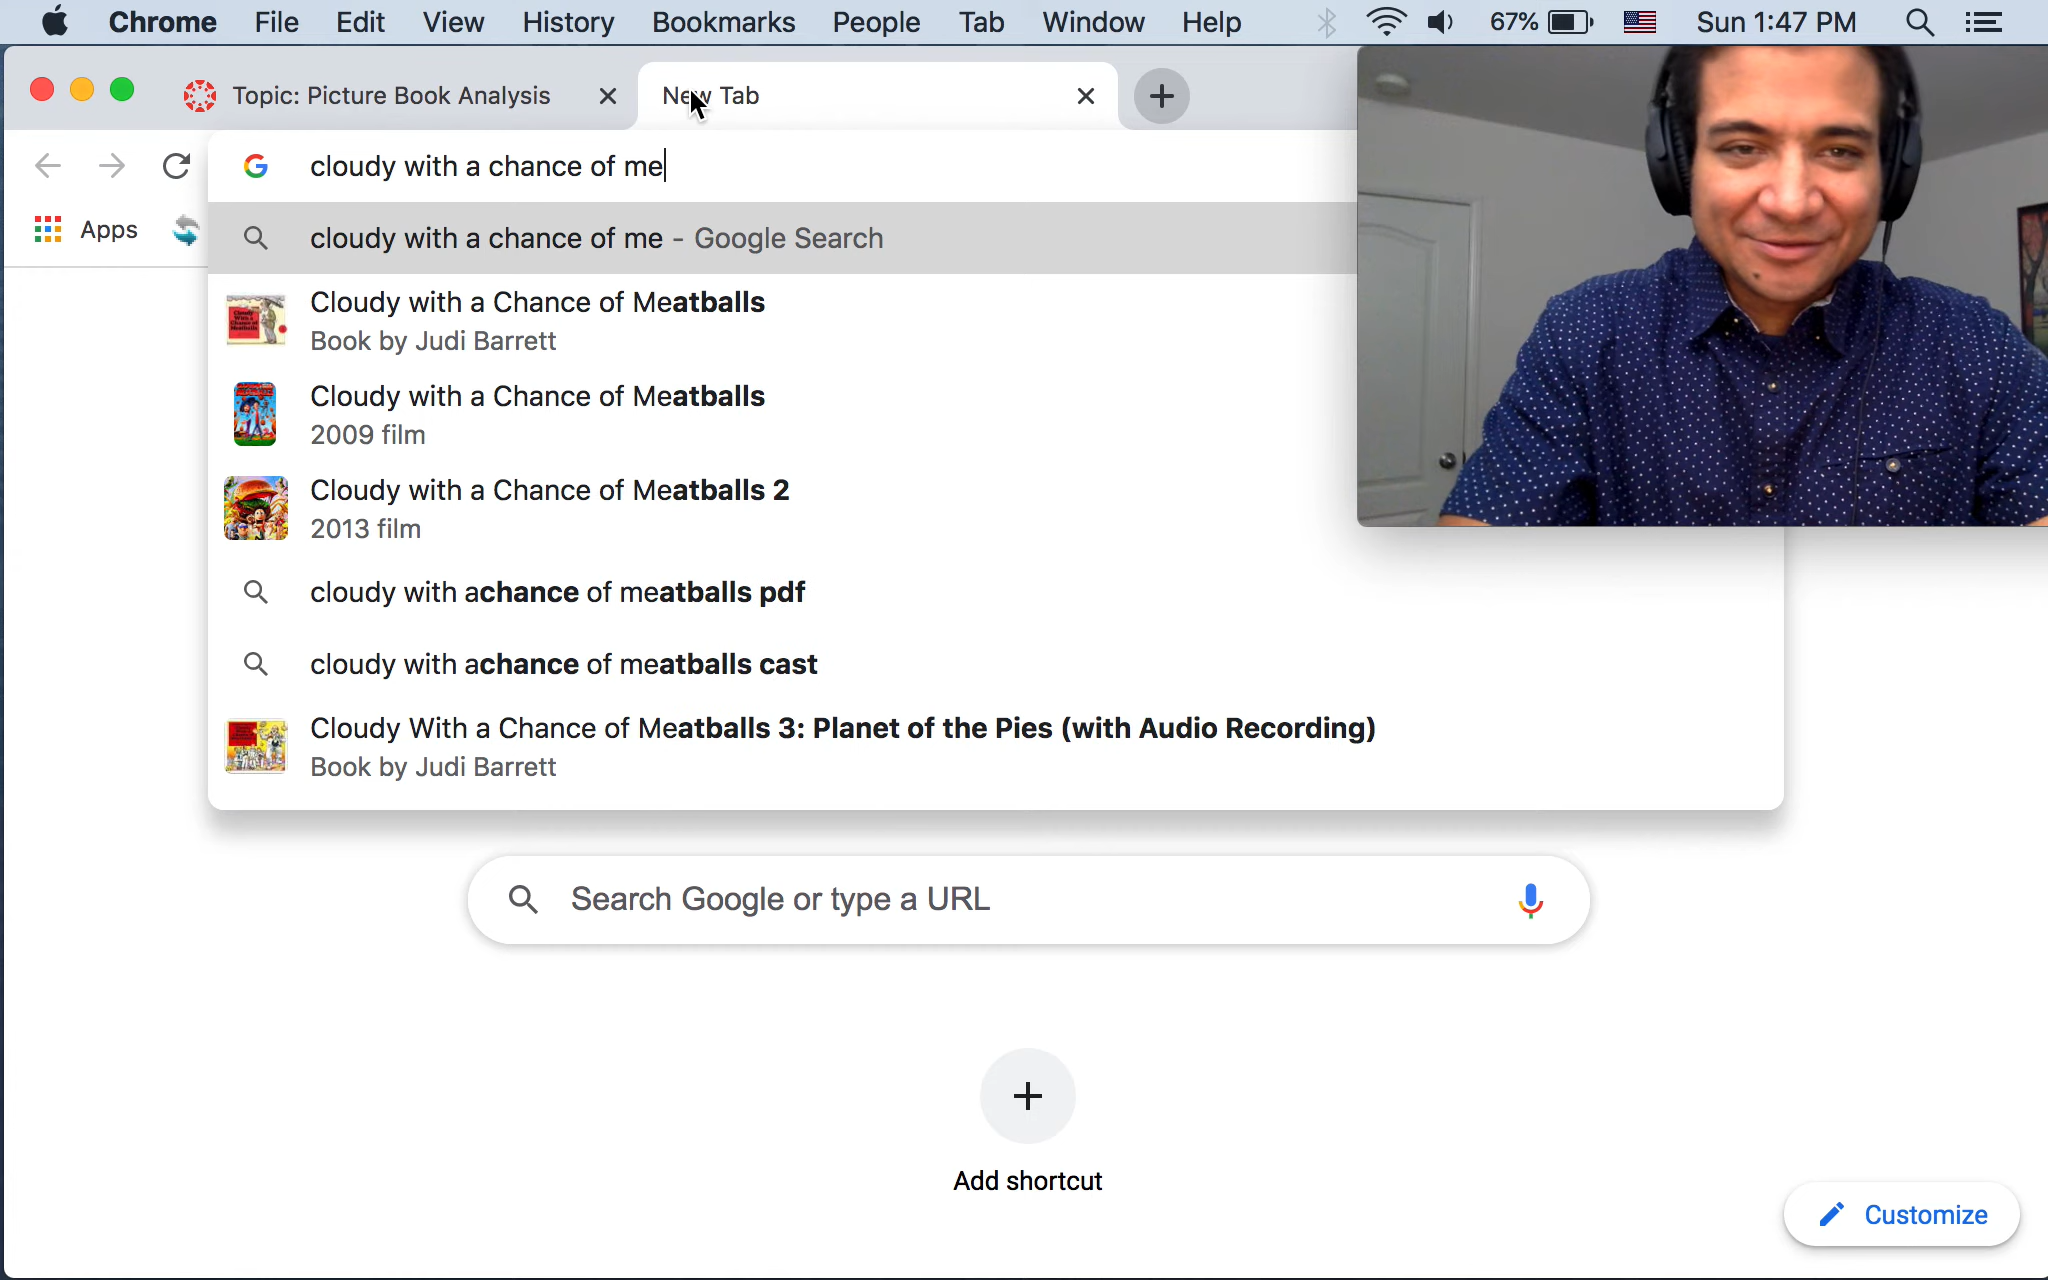 Chrome File Edit View History Bookmarks People Tab Window Help 67% Sun 1:47 PM
Topic: Picture Book Analysis New Tab
cloudy with a chance of me
Apps
cloudy with a chance of me - Google Search
Cloudy with a Chance of Meatballs
Book by Judi Barrett
Cloudy with a Chance of Meatballs
2009 film
Cloudy with a Chance of Meatballs 2
2013 film
cloudy with achance of meatballs pdf
cloudy with achance of meatballs cast
Cloudy With a Chance of Meatballs 3: Planet of the Pies (with Audio Recording)
Book by Judi Barrett
Search Google or type a URL
Add shortcut
Customize